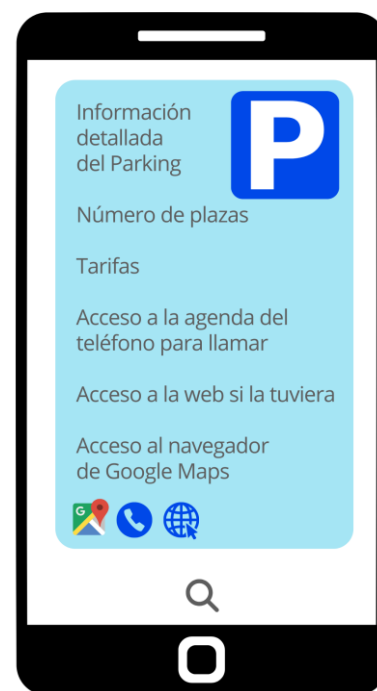 Información
detallada
del Parking
P
Número de plazas
Tarifas
Acceso a la agenda del
teléfono para llamar
Acceso a la web si la tuviera
Acceso al navegador
de Google Maps
G